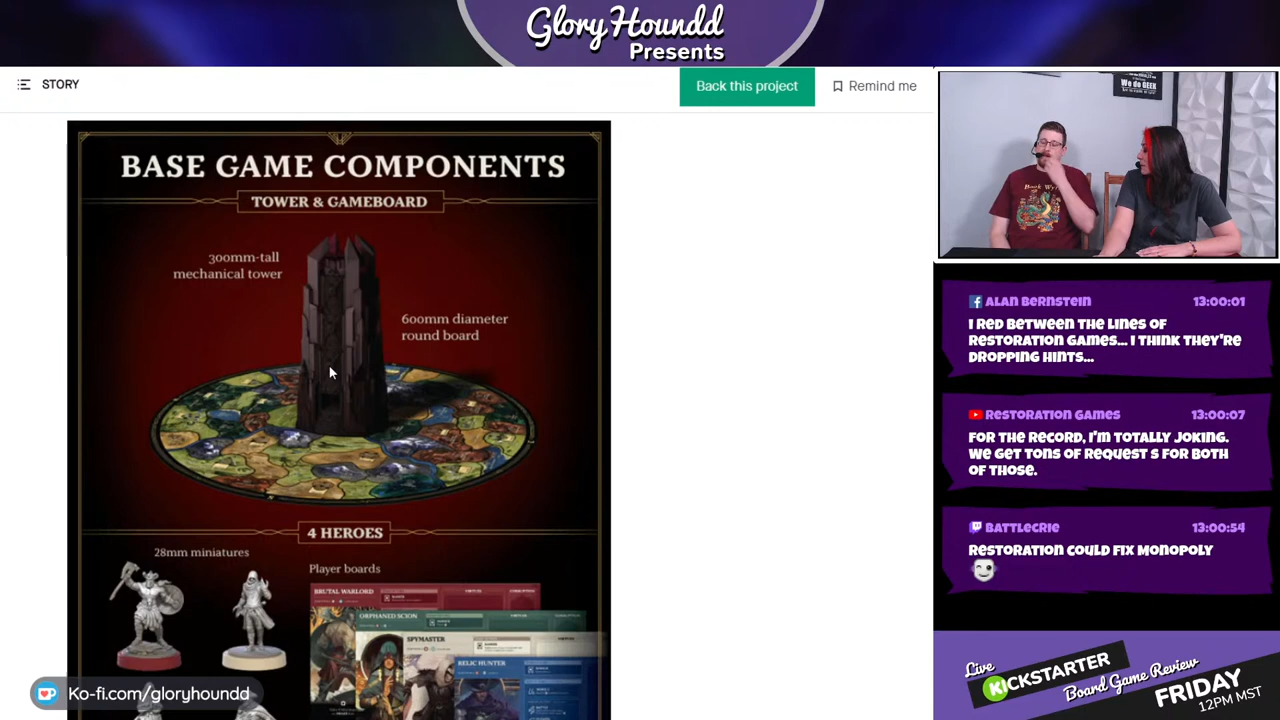 GloryHoundd
Presents
STORY
Back this project
Remind me
BASE GAME COMPONENTS
TOWER & GAMEBOARD
300mm-tall
mechanical tower
600mm diameter
round board
4 HEROES
28mm miniatures
Player boards
BRUTAL WARLORD
ORPHANED SCION
SPYMASTER
RELIC HUNTER
Ko-fi.com/gloryhoundd
We do GEEK
Book Wyrm
ALAN BERNSTEIN
13:00:01
I RED BETWEEN THE LINES OF
RESTORATION GAMES... I THINK THEY'RE
DROPPING HINTS...
RESTORATION GAMES
13:00:07
FOR THE RECORD, I'M TOTALLY JOKING.
WE GET TONS OF REQUEST S FOR BOTH
OF THOSE.
BATTLECRIE
13:00:54
RESTORATION COULD FIX MONOPOLY
Live
KICKSTARTER
Board Game Review
FRIDAY
12PM MST